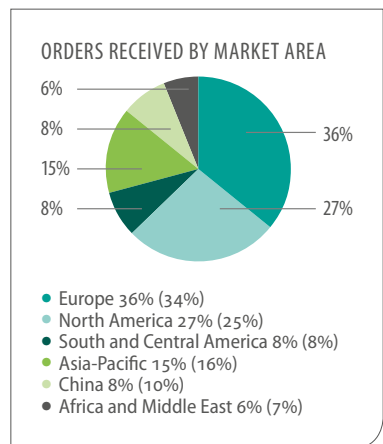 ORDERS RECEIVED BY MARKET AREA
6%
8%
15%
8%
36%
27%
Europe 36% (34%)
North America 27% (25%)
South and Central America 8% (8%)
Asia-Pacific 15% (16%)
China 8% (10%)
Africa and Middle East 6% (7%)